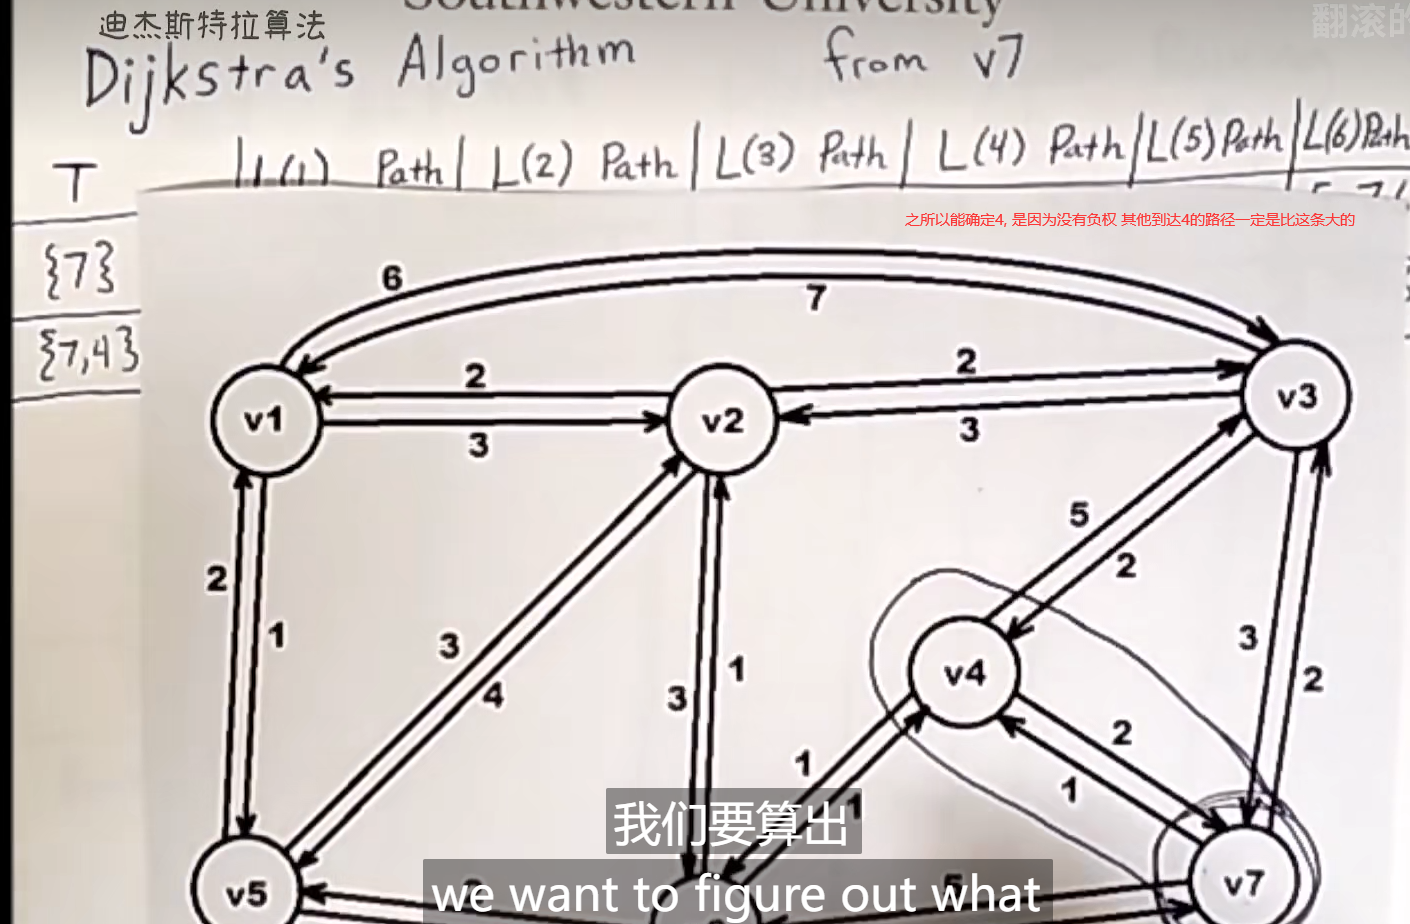 Southwestern University
翻滚的
迪杰斯特拉算法
Dijkstra's Algorithm from v7
T L(1) Path L(2) Path L(3) Path L(4) Path L(5) Path L(6) Path
之所以能确定4, 是因为没有负权 其他到达4的路径一定是比这条大的
{7}
6
7
{7,4}
2
2
v1
v2
v3
3
3
5
2
2
1
3
3
2
v4
4
3
1
2
1
1
1
我们要算出
v5
v7
we want to figure out what